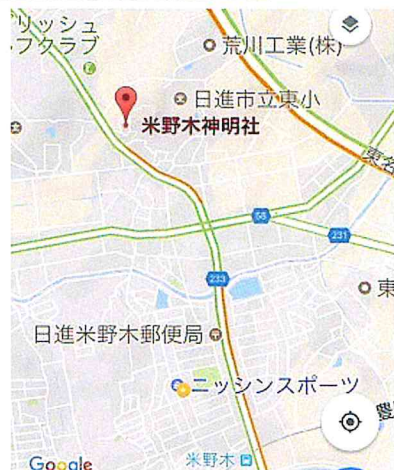 リッシュ
フクラブ
荒川工業(株)
日進市立東小
米野木神明社
東名
58
231
233
東
日進米野木郵便局
ニッシンスポーツ
豊
米野木
Google